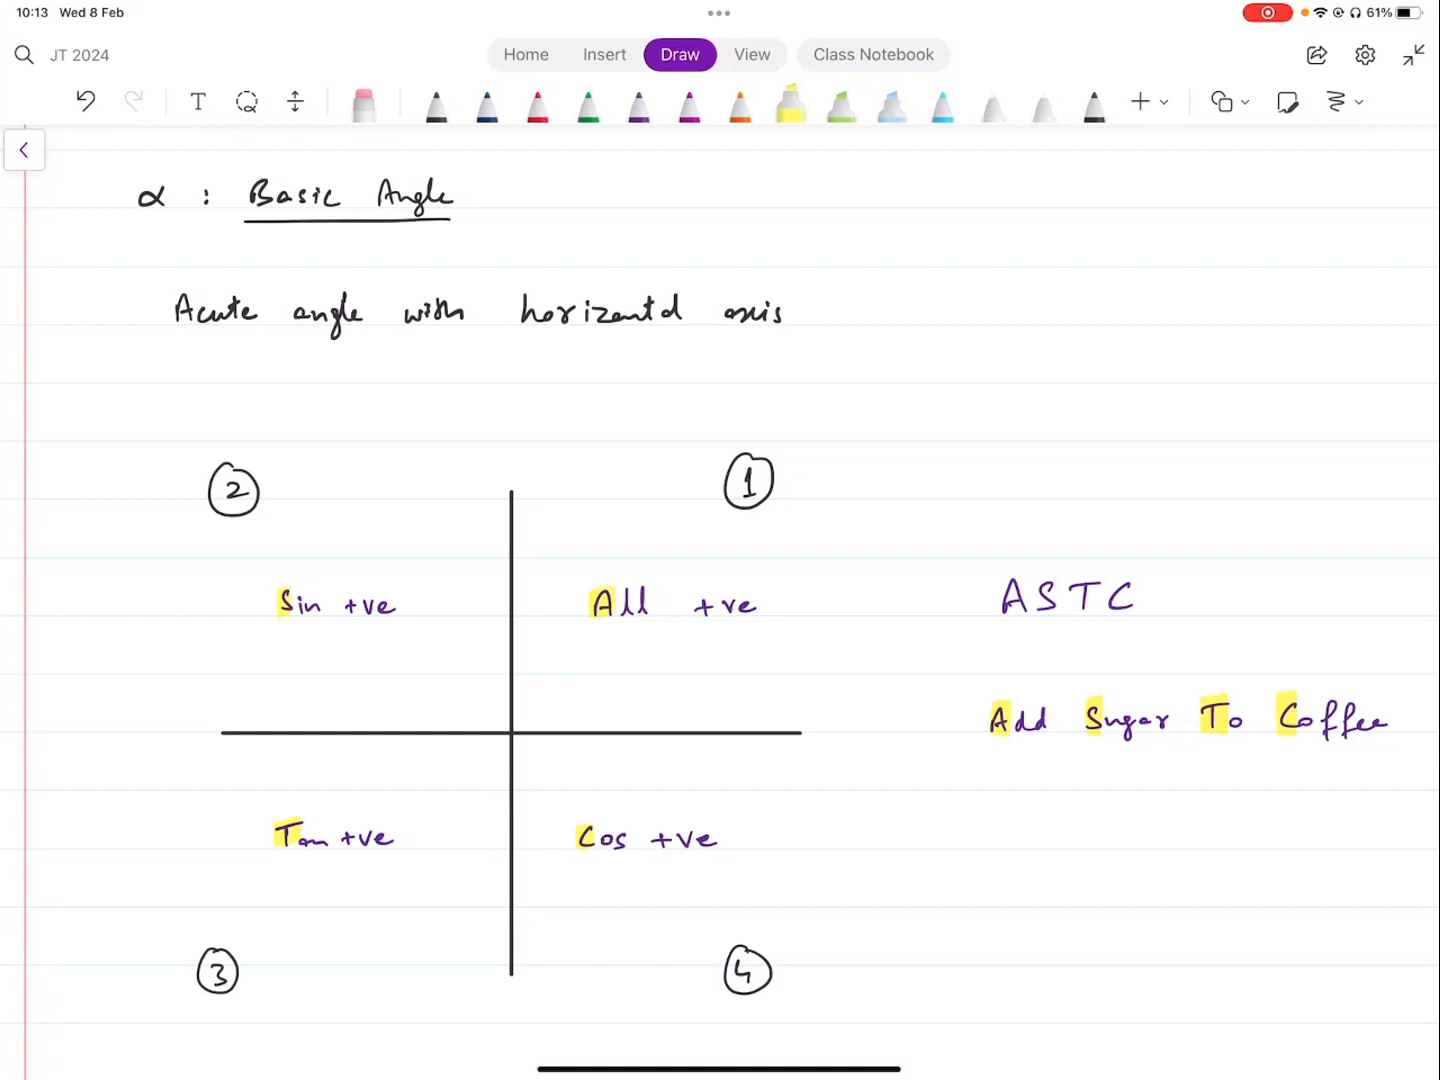 10:13 Wed 8 Feb
61%
JT 2024
Home Insert Draw View Class Notebook
T
α : Basic Angle
Acute angle with horizontal axis
2 1
Sin +ve All +ve ASTC
Add Sugar To Coffee
Tan +ve Cos +ve
3 4